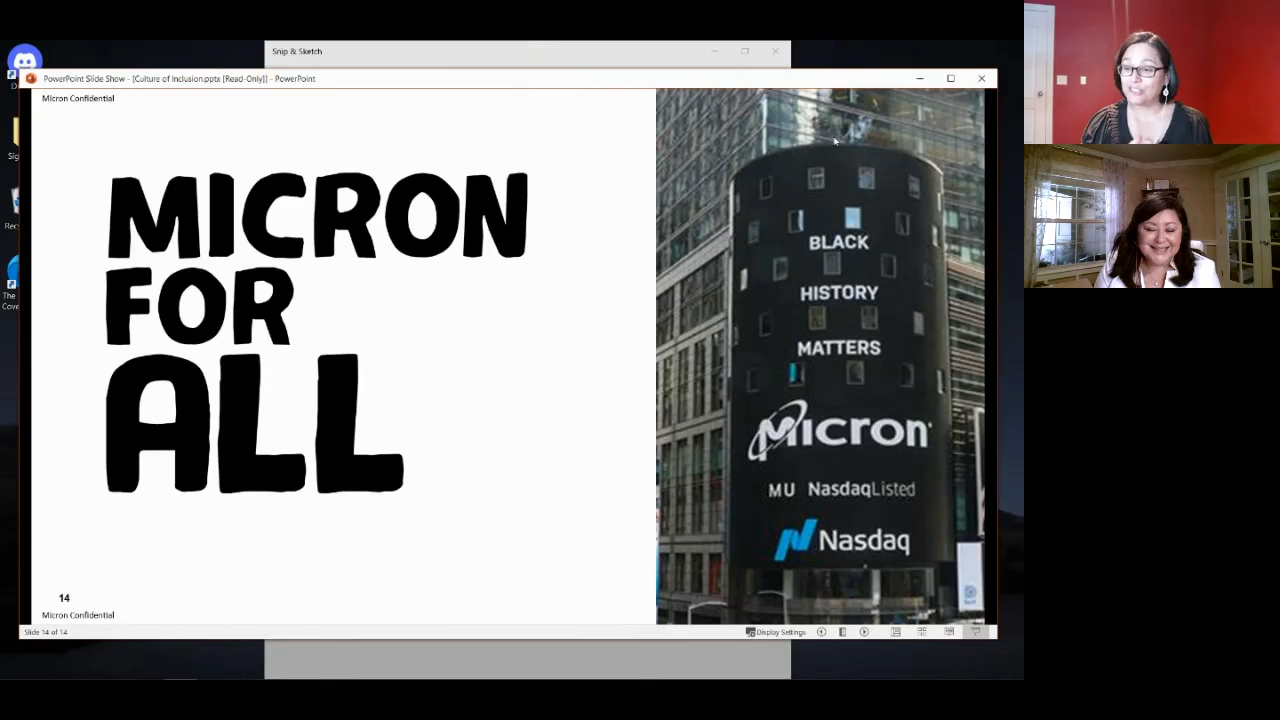 Snip & Sketch
PowerPoint Slide Show - [Culture of Inclusion.pptx [Read-Only]] - PowerPoint
Micron Confidential
MICRON
FOR
ALL
BLACK
HISTORY
MATTERS
Micron
MU NasdaqListed
Nasdaq
14
Micron Confidential
Slide 14 of 14
Display Settings